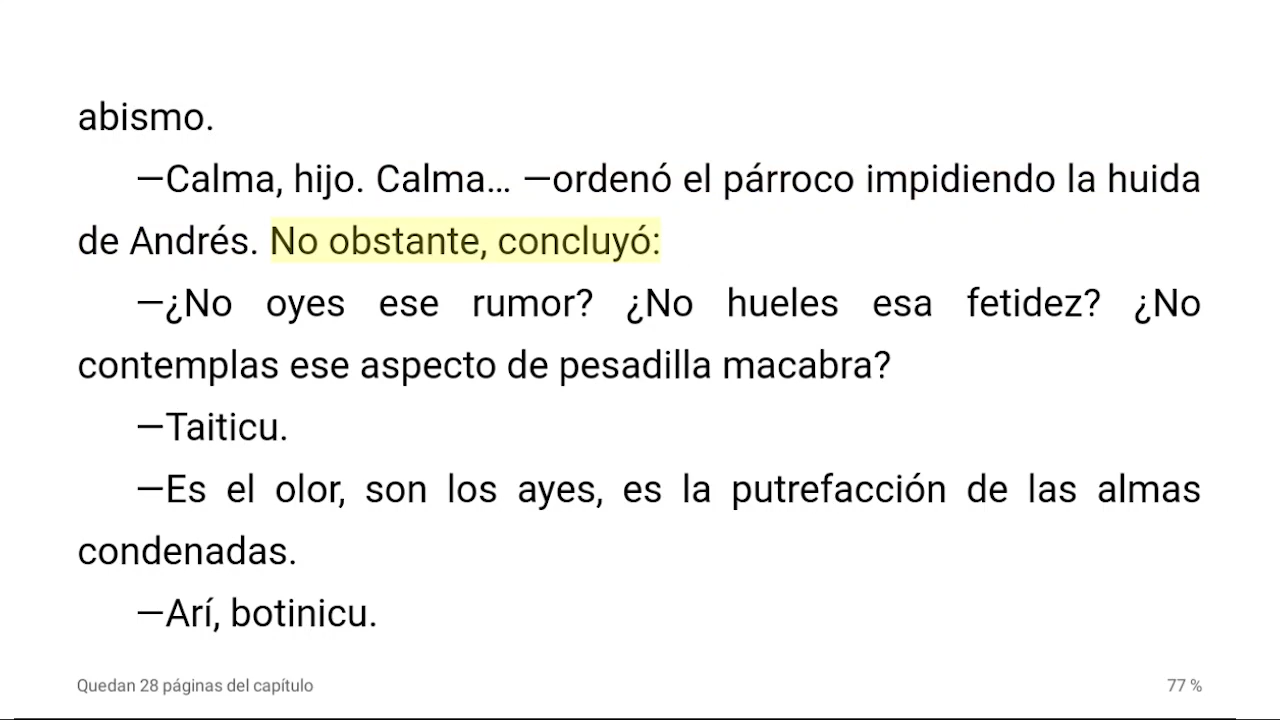 abismo.
—Calma, hijo. Calma... —ordenó el párroco impidiendo la huida
de Andrés. No obstante, concluyó:
—¿No oyes ese rumor? ¿No hueles esa fetidez? ¿No
contemplas ese aspecto de pesadilla macabra?
—Taiticu.
—Es el olor, son los ayes, es la putrefacción de las almas
condenadas.
—Arí, botinicu.
Quedan 28 páginas del capítulo
77 %